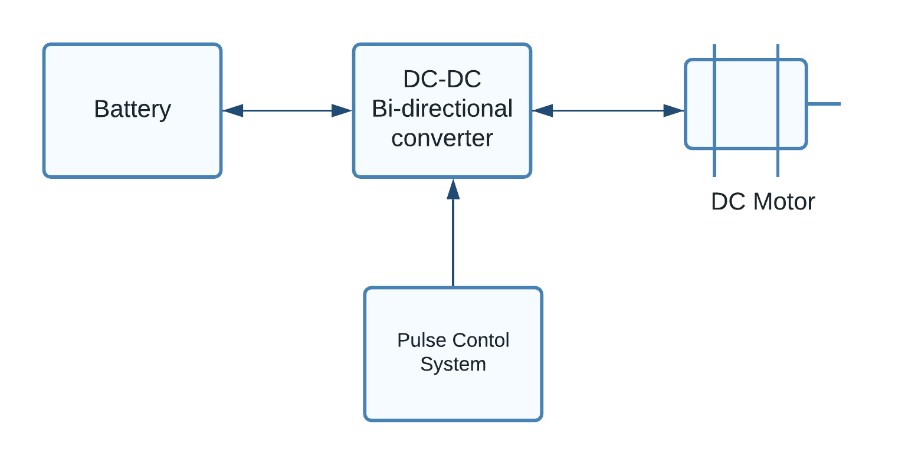 Battery
DC-DC
Bi-directional
converter
DC Motor
Pulse Contol
System